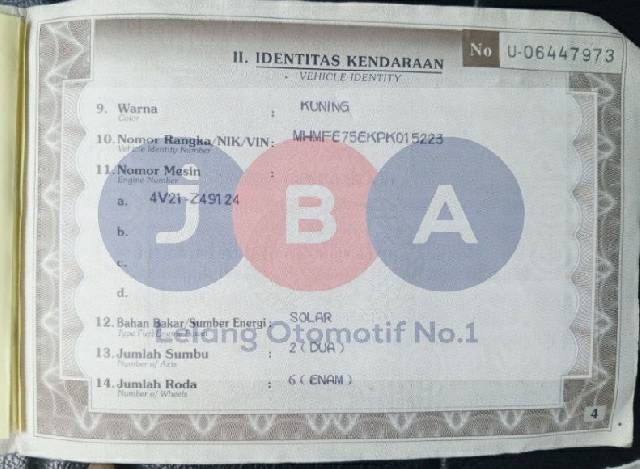 No U-06447973
II. IDENTITAS KENDARAAN
- VEHICLE IDENTITY
9. Warna : KUNING
Color
10. Nomor Rangka/NIK/VIN: MHMFE75EKPK015223
Vehicle Identity Number
11. Nomor Mesin :
Engine Number
a. 4V21-Z49124
b.
c.
d.
jBA
Lelang Otomotif No.1
12. Bahan Bakar/Sumber Energi: SOLAR
13. Jumlah Sumbu : 2 (DUA)
Number of Axis
14. Jumlah Roda : 6 (ENAM)
Number of Wheels
4